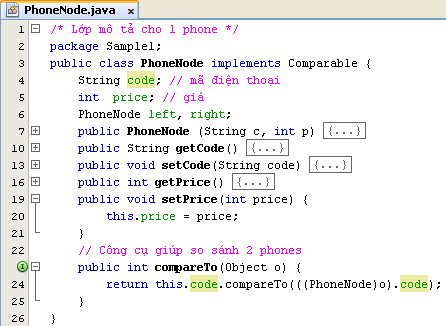 PhoneNode.java
1 /* Lớp mô tả cho 1 phone */
2 package Sample1;
3 public class PhoneNode implements Comparable {
4 String code; // mã điện thoại
5 int price; // giá
6 PhoneNode left, right;
7 public PhoneNode (String c, int p) {...}
10 public String getCode() {...}
13 public void setCode(String code) {...}
16 public int getPrice() {...}
19 public void setPrice(int price) {
20 this.price = price;
21 }
22 // Công cụ giúp so sánh 2 phones
public int compareTo(Object o) {
24 return this.code.compareTo(((PhoneNode)o).code);
25 }
26 }